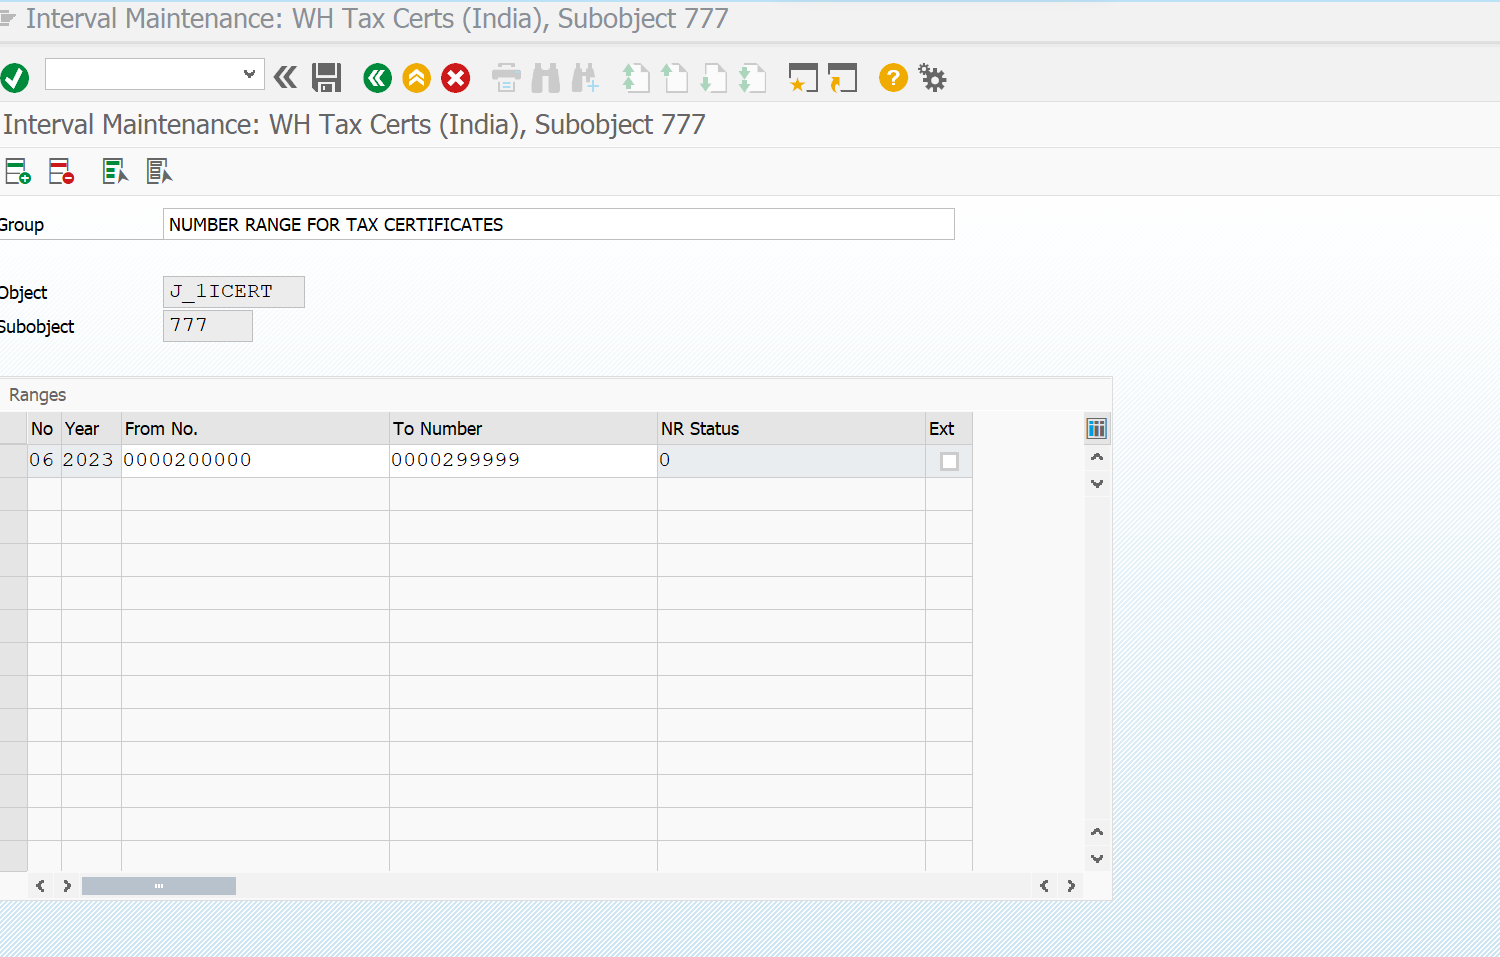 Interval Maintenance: WH Tax Certs (India), Subobject 777
Interval Maintenance: WH Tax Certs (India), Subobject 777
Group NUMBER RANGE FOR TAX CERTIFICATES
Object J_1ICERT
Subobject 777
Ranges
No Year From No. To Number NR Status Ext
06 2023 0000200000 0000299999 0